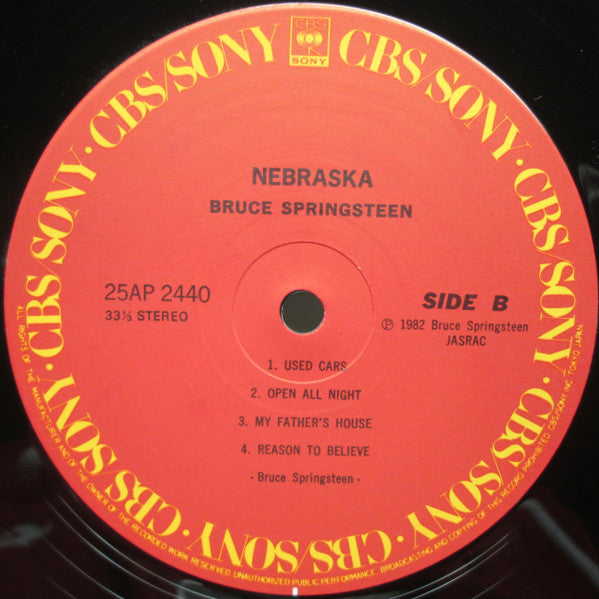 CBS/SONY · CBS/SONY · CBS/SONY · CBS/SONY · CBS/SONY · CBS/SONY · CBS/SONY · CBS/SONY
CBS
SONY
NEBRASKA
BRUCE SPRINGSTEEN
25AP 2440
33⅓ STEREO
SIDE B
Ⓟ 1982 Bruce Springsteen
JASRAC
1. USED CARS
2. OPEN ALL NIGHT
3. MY FATHER'S HOUSE
4. REASON TO BELIEVE
- Bruce Springsteen -
ALL RIGHTS OF THE MANUFACTURER AND OF THE OWNER OF THE RECORDED WORK RESERVED. UNAUTHORIZED PUBLIC PERFORMANCE, BROADCASTING AND COPYING OF THIS RECORD PROHIBITED CBS/SONY INC. TOKYO JAPAN.